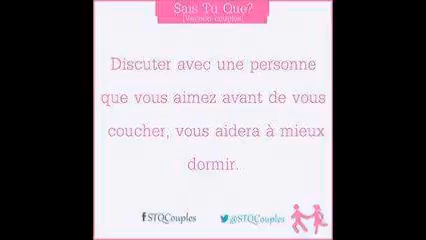 Sais Tu Que?
[Version couples]
Discuter avec une personne
que vous aimez avant de vous
coucher, vous aidera à mieux
dormir.
f STQCouples
@STQCouples